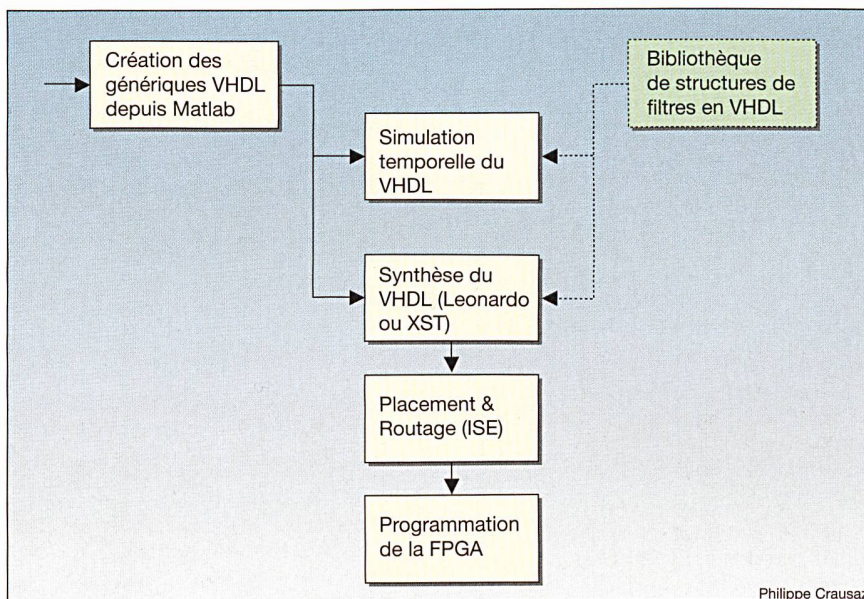 Création des
génériques VHDL
depuis Matlab
Bibliothèque
de structures de
filtres en VHDL
Simulation
temporelle du
VHDL
Synthèse du
VHDL (Leonardo
ou XST)
Placement &
Routage (ISE)
Programmation
de la FPGA
Philippe Crausaz